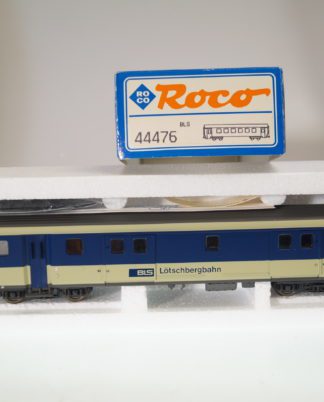 RO
CO
Roco
BLS
44476
BLS Lötschbergbahn